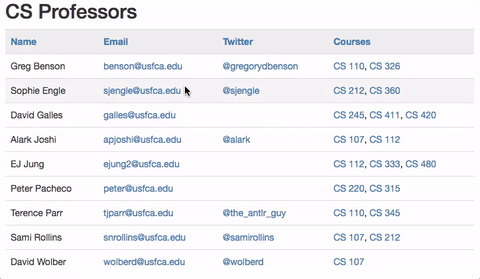 CS Professors
Name Email Twitter Courses
Greg Benson benson@usfca.edu @gregorydbenson CS 110, CS 326
Sophie Engle sjengle@usfca.edu @sjengle CS 212, CS 360
David Galles galles@usfca.edu CS 245, CS 411, CS 420
Alark Joshi apjoshi@usfca.edu @alark CS 107, CS 112
EJ Jung ejung2@usfca.edu CS 112, CS 333, CS 480
Peter Pacheco peter@usfca.edu CS 220, CS 315
Terence Parr tjparr@usfca.edu @the_antlr_guy CS 110, CS 345
Sami Rollins snrollins@usfca.edu @samirollins CS 107, CS 212
David Wolber wolberd@usfca.edu @wolberd CS 107